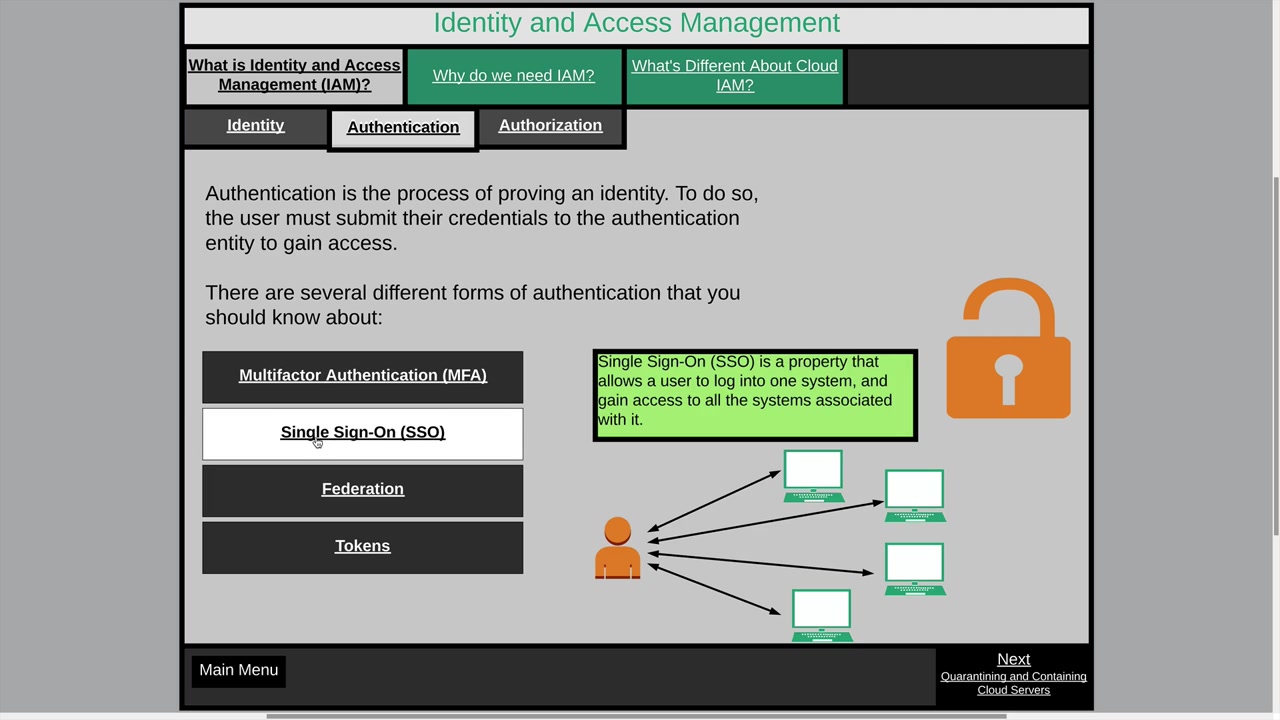 Identity and Access Management
What is Identity and Access
Management (IAM)?
Why do we need IAM?
What's Different About Cloud
IAM?
Identity
Authentication
Authorization
Authentication is the process of proving an identity. To do so,
the user must submit their credentials to the authentication
entity to gain access.
There are several different forms of authentication that you
should know about:
Multifactor Authentication (MFA)
Single Sign-On (SSO)
Federation
Tokens
Single Sign-On (SSO) is a property that
allows a user to log into one system, and
gain access to all the systems associated
with it.
Main Menu
Next
Quarantining and Containing
Cloud Servers